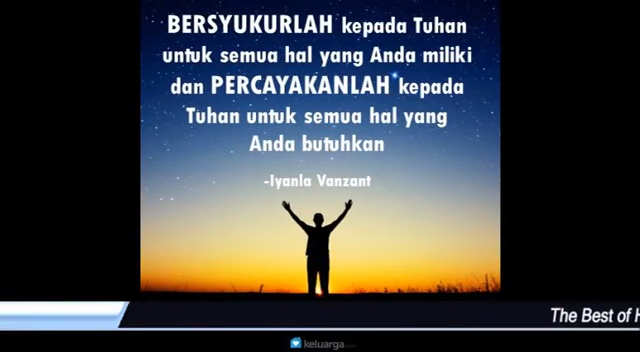 BERSYUKURLAH kepada Tuhan
untuk semua hal yang Anda miliki
dan PERCAYAKANLAH kepada
Tuhan untuk semua hal yang
Anda butuhkan
-Iyanla Vanzant
The Best of H
keluarga